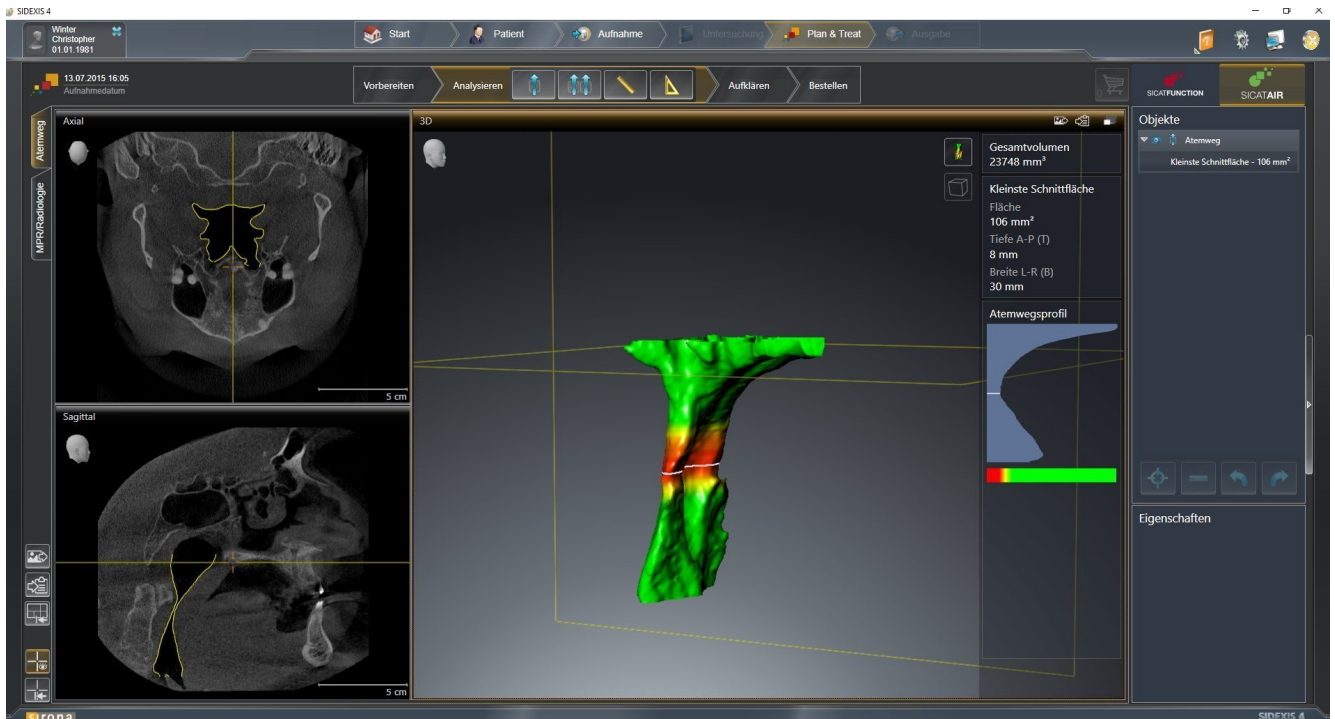 SIDEXIS 4
Winter
Christopher
01.01.1981
Start
Patient
Aufnahme
Untersuchung
Plan & Treat
Ausgabe
13.07.2015 16:05
Aufnahmedatum
Vorbereiten
Analysieren
Aufklären
Bestellen
SICATFUNCTION
SICATAIR
Atemweg
MPR/Radiologie
Axial
5 cm
Sagittal
5 cm
3D
Gesamtvolumen
23748 mm³
Kleinste Schnittfläche
Fläche
106 mm²
Tiefe A-P (T)
8 mm
Breite L-R (B)
30 mm
Atemwegsprofil
Objekte
Atemweg
Kleinste Schnittfläche - 106 mm²
Eigenschaften
sirona
SIDEXIS 4